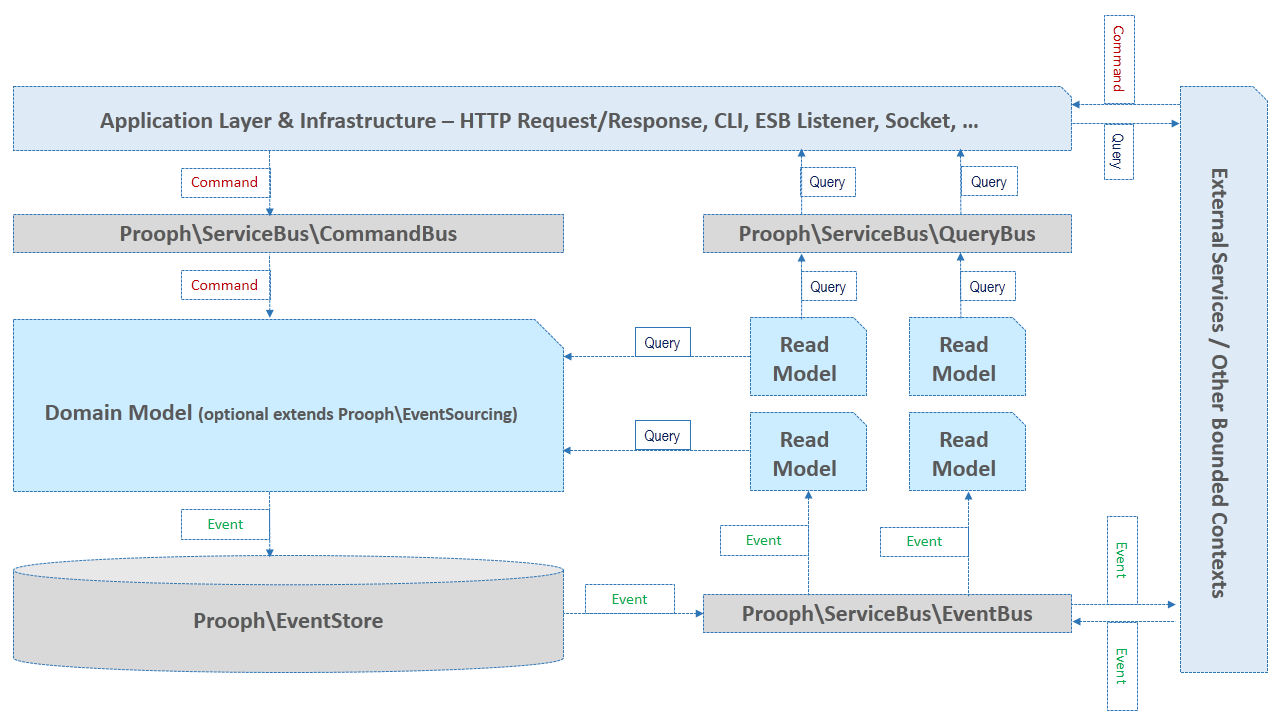 Command
Application Layer & Infrastructure – HTTP Request/Response, CLI, ESB Listener, Socket, …
Query
Command
Query
Query
Prooph\ServiceBus\CommandBus
Prooph\ServiceBus\QueryBus
Command
Query
Query
External Services / Other Bounded Contexts
Query
Read
Model
Read
Model
Domain Model (optional extends Prooph\EventSourcing)
Query
Read
Model
Read
Model
Event
Event
Event
Event
Prooph\EventStore
Event
Prooph\ServiceBus\EventBus
Event